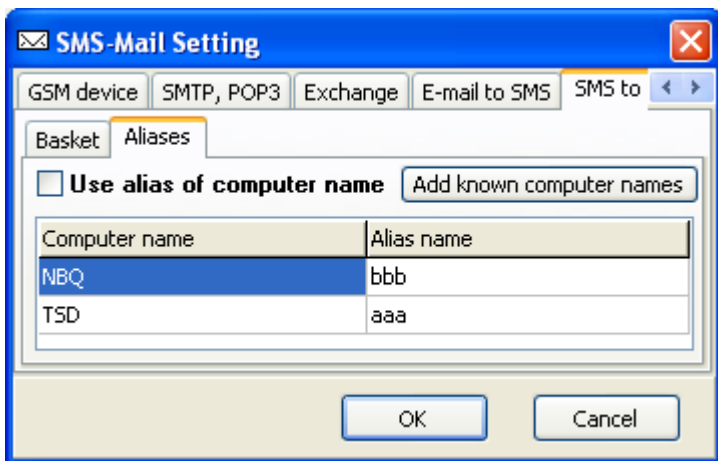 SMS-Mail Setting
GSM device SMTP, POP3 Exchange E-mail to SMS SMS to
Basket Aliases
Use alias of computer name Add known computer names
Computer name Alias name
NBQ bbb
TSD aaa
OK Cancel